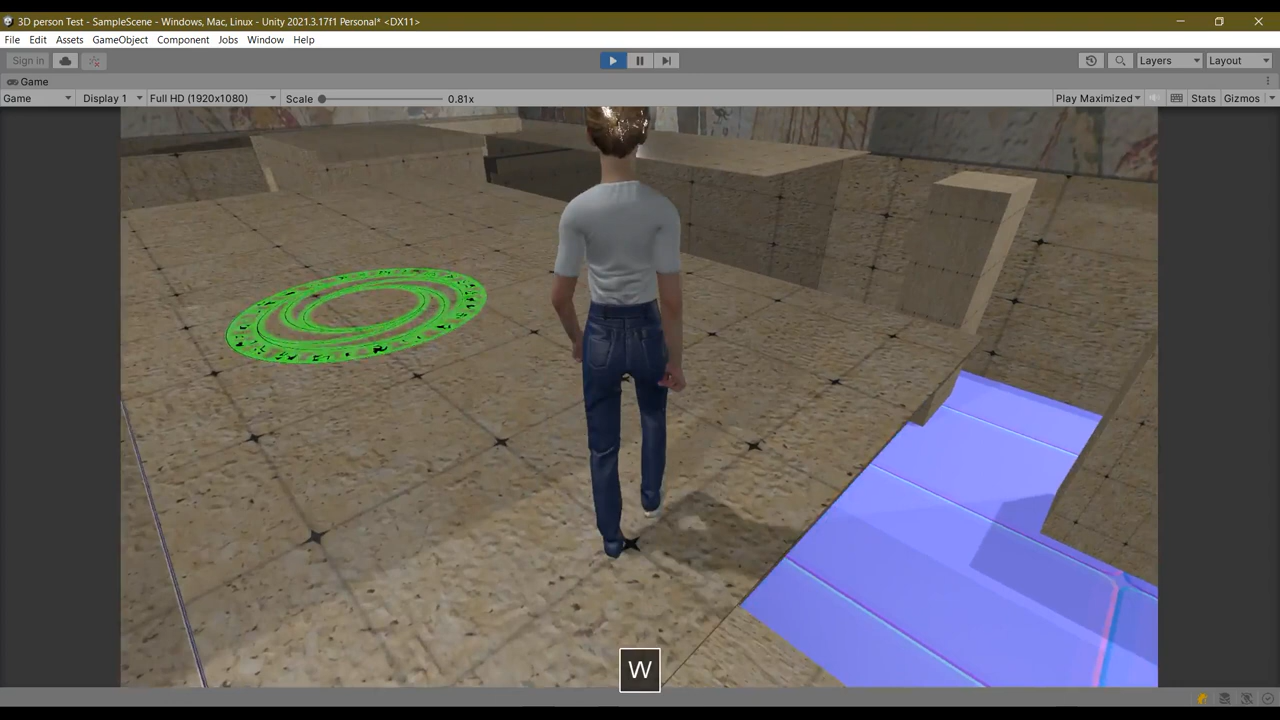 3D person Test - SampleScene - Windows, Mac, Linux - Unity 2021.3.17f1 Personal* <DX11>
File Edit Assets GameObject Component Jobs Window Help
Sign in Layers Layout
Game
Game Display 1 Full HD (1920x1080) Scale 0.81x Play Maximized Stats Gizmos
W